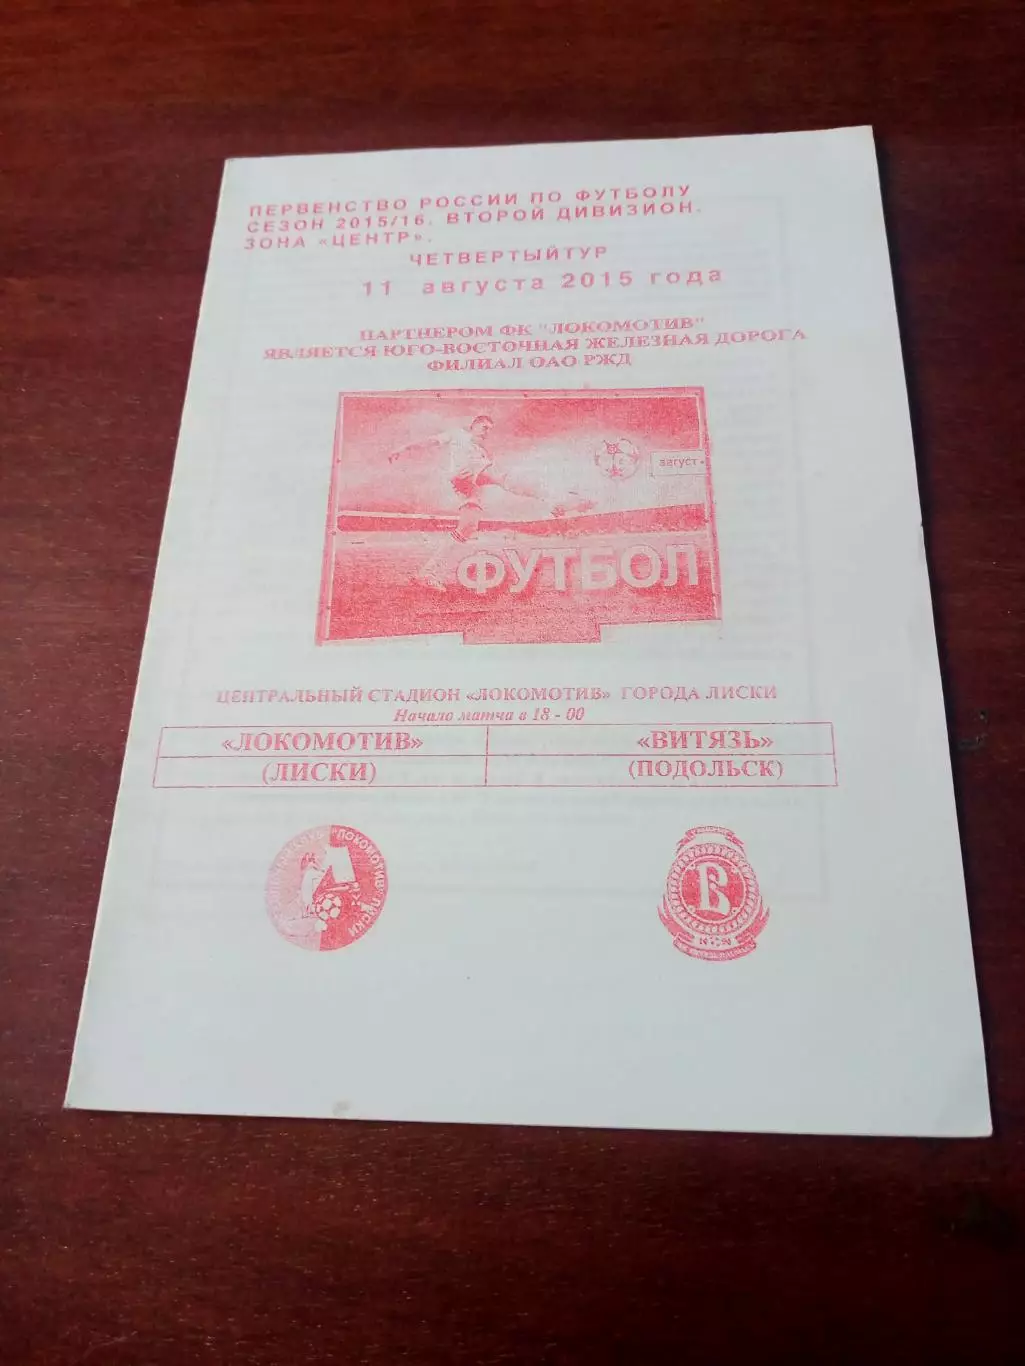 ПЕРВЕНСТВО РОССИИ ПО ФУТБОЛУ
СЕЗОН 2015/16. ВТОРОЙ ДИВИЗИОН.
ЗОНА «ЦЕНТР».
ЧЕТВЕРТЫЙТУР
11 августа 2015 года
ПАРТНЕРОМ ФК "ЛОКОМОТИВ"
ЯВЛЯЕТСЯ ЮГО-ВОСТОЧНАЯ ЖЕЛЕЗНАЯ ДОРОГА
ФИЛИАЛ ОАО РЖД
август
ФУТБОЛ
ЦЕНТРАЛЬНЫЙ СТАДИОН «ЛОКОМОТИВ» ГОРОДА ЛИСКИ
Начало матча в 18 - 00
«ЛОКОМОТИВ» «ВИТЯЗЬ»
(ЛИСКИ) (ПОДОЛЬСК)
"ЛОКОМОТИВ" ЛИСКИ
В